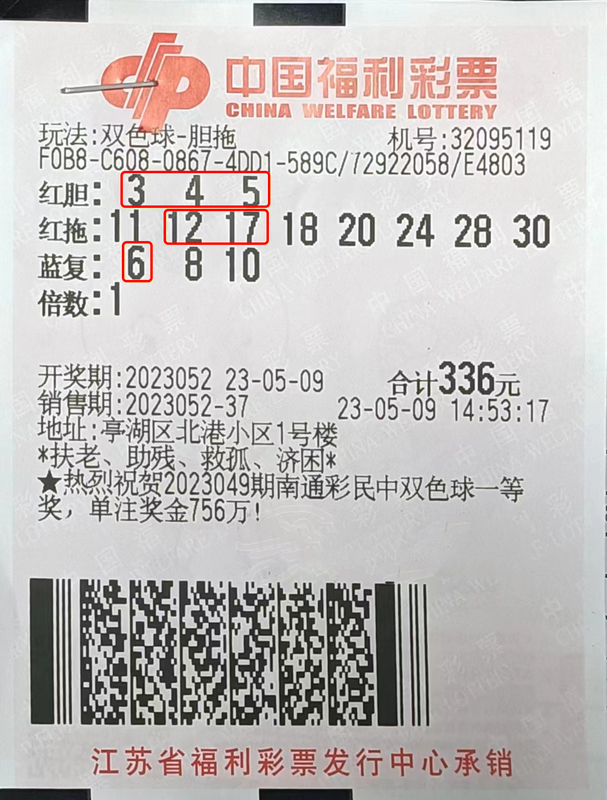 中国福利彩票
CHINA WELFARE LOTTERY
玩法:双色球-胆拖 机号:32095119
F0B8-C608-0867-4DD1-589C/72922058/E4803
红胆: 3 4 5
红拖:11 12 17 18 20 24 28 30
蓝复: 6 8 10
倍数:1
开奖期:2023052 23-05-09 合计336元
销售期:2023052-37 23-05-09 14:53:17
地址:亭湖区北港小区1号楼
*扶老、助残、救孤、济困*
★热烈祝贺2023049期南通彩民中双色球一等
奖，单注奖金756万!
江苏省福利彩票发行中心承销